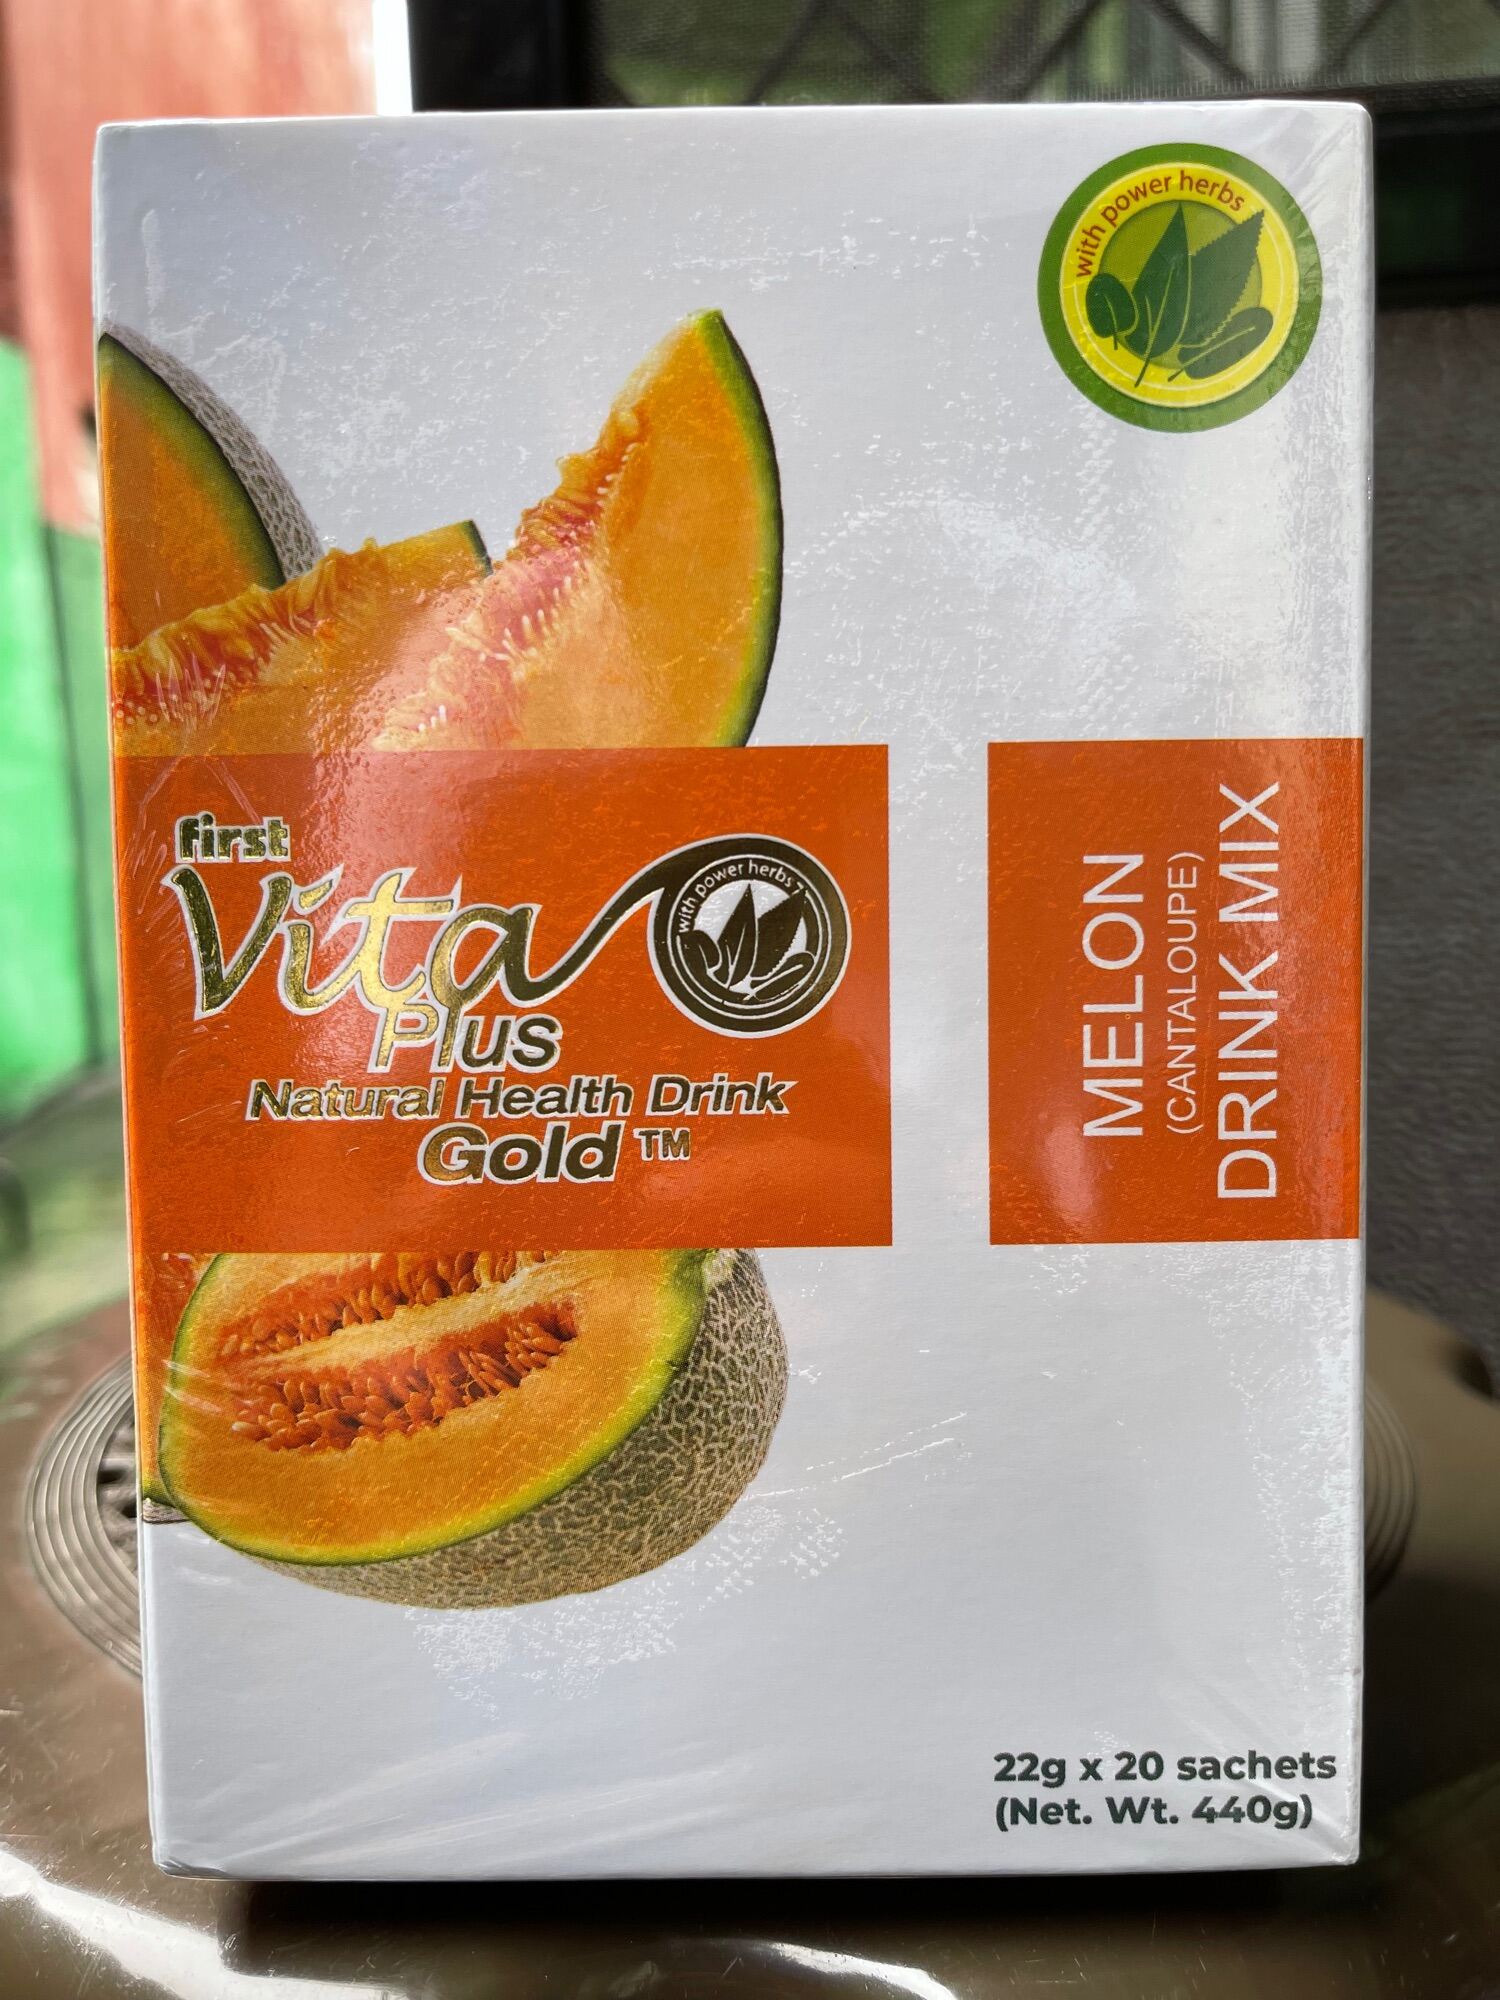 with power herbs
first
Vita
with power herbs
Plus
Natural Health Drink
Gold ™
MELON
(CANTALOUPE)
DRINK MIX
22g x 20 sachets
(Net. Wt. 440g)